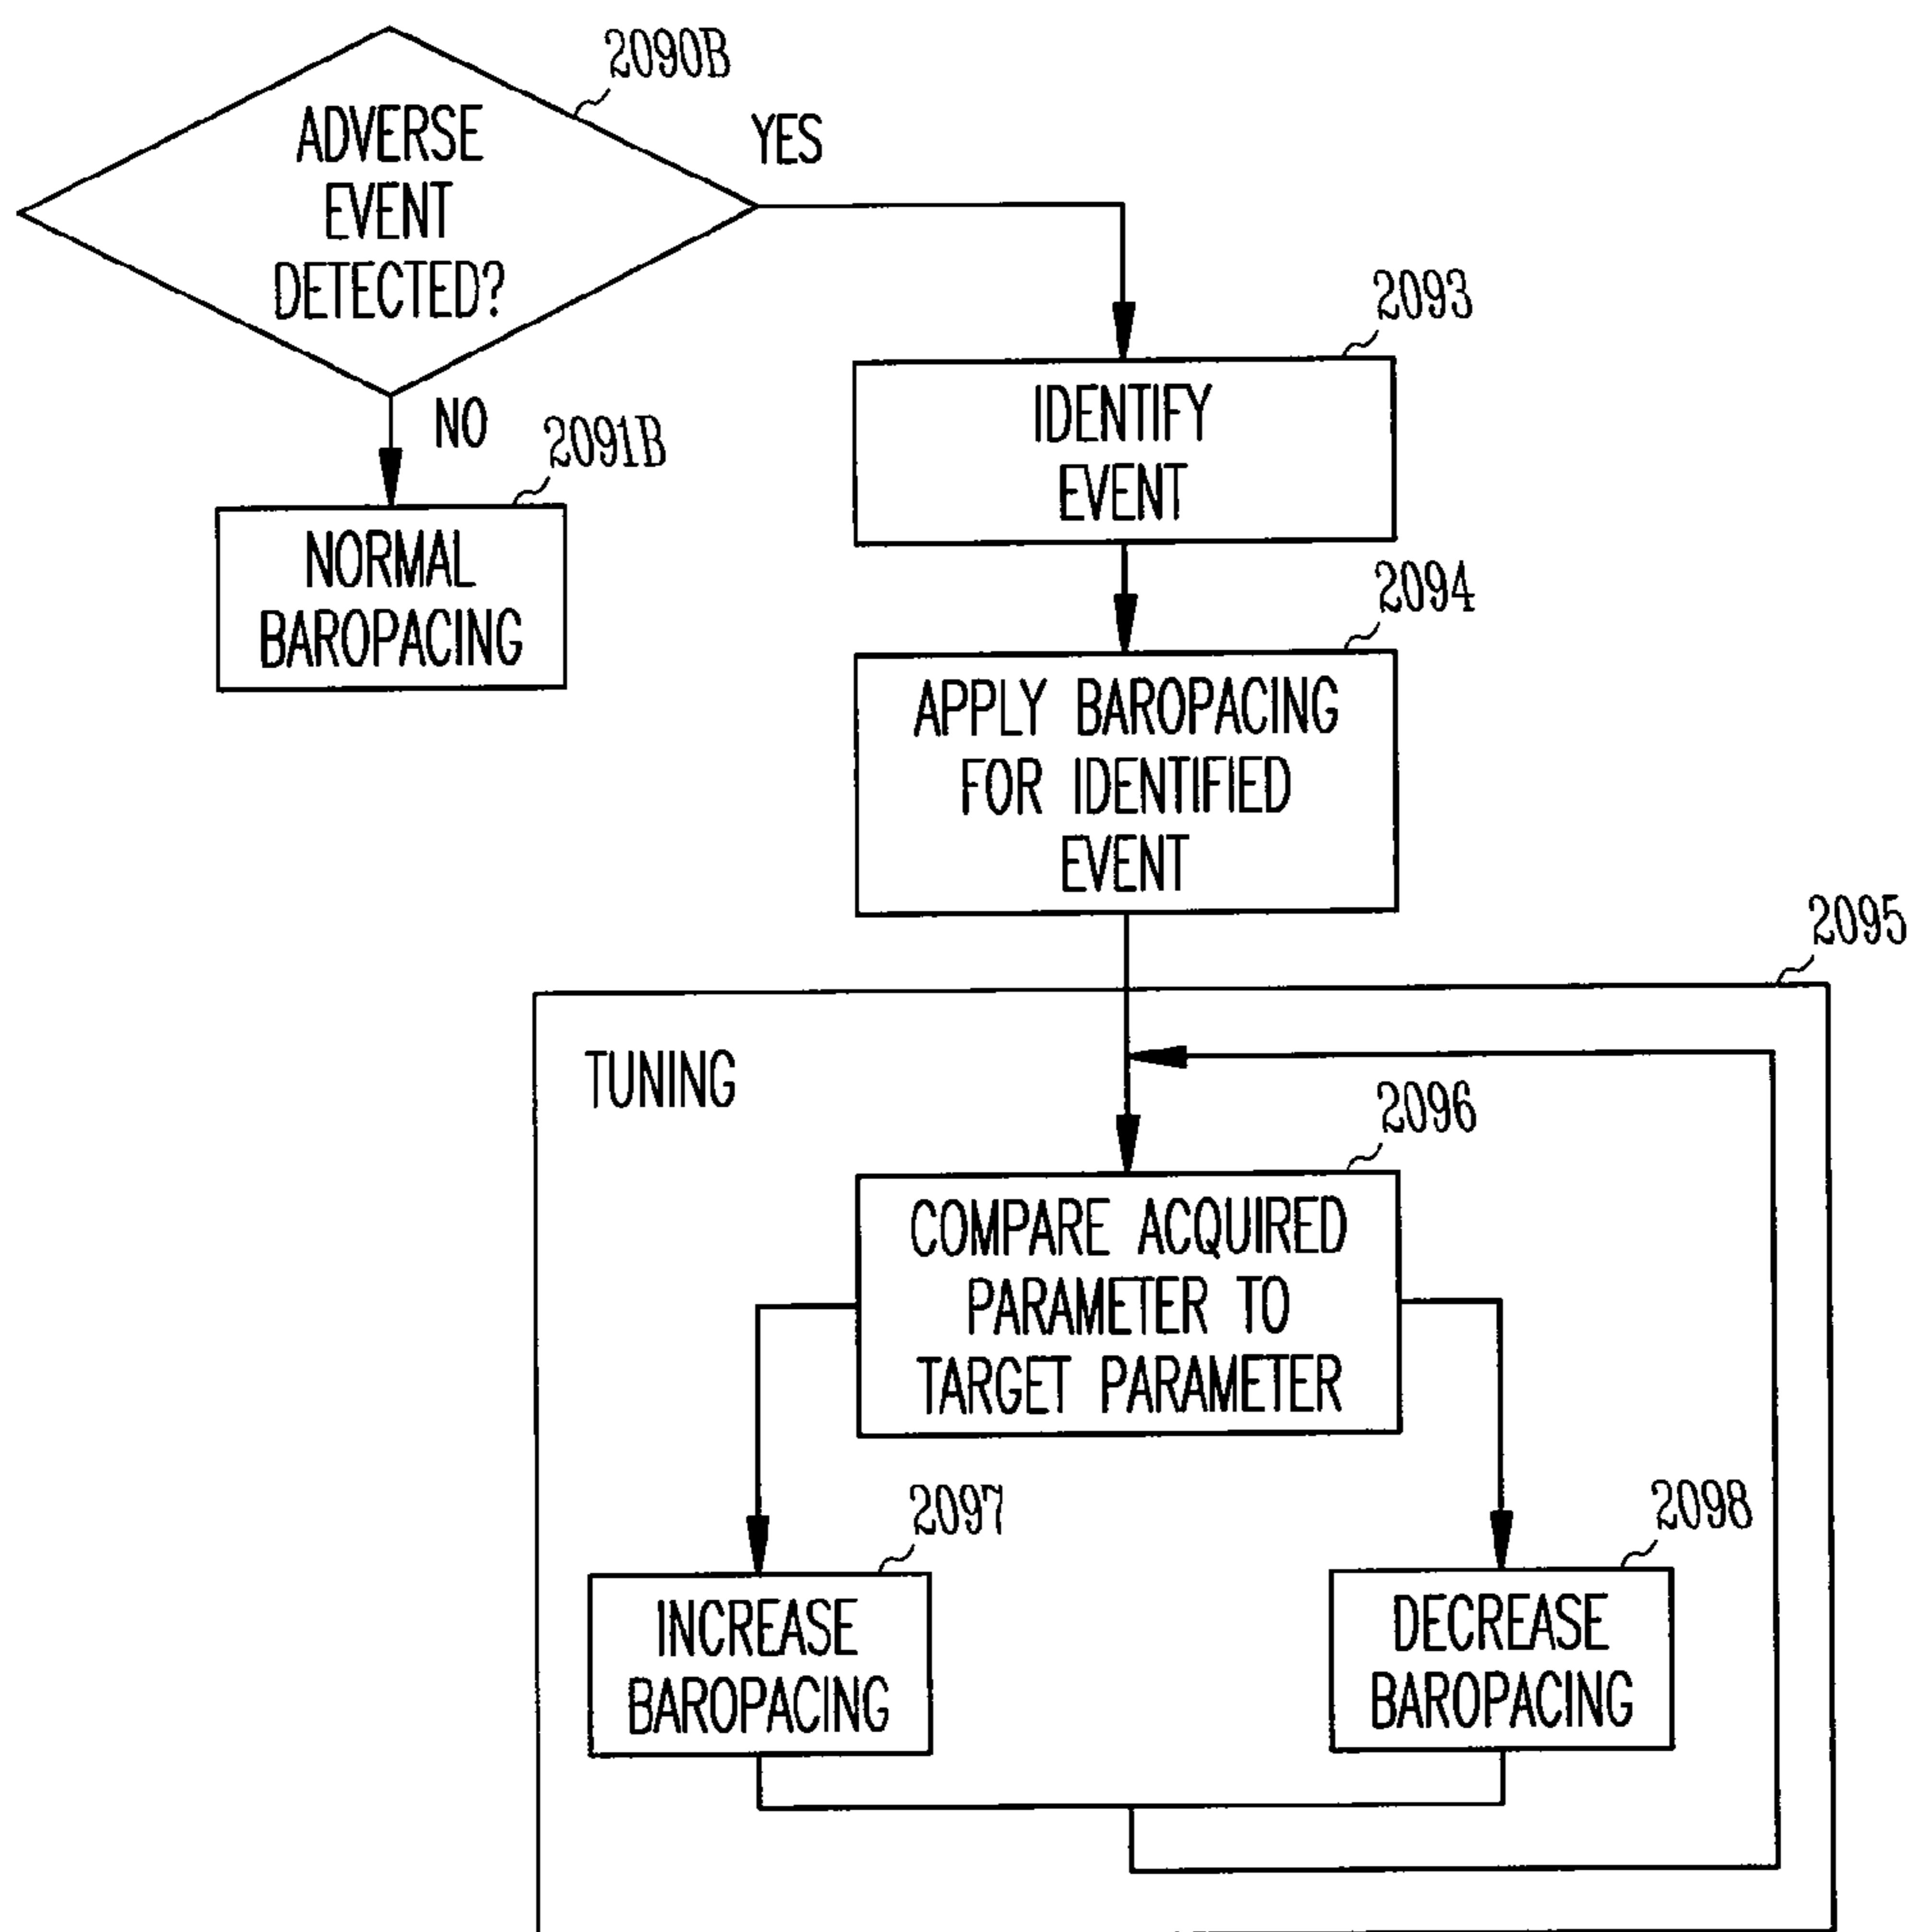 2090B
ADVERSE
EVENT
DETECTED?
YES
NO
2091B
NORMAL
BAROPACING
2093
IDENTIFY
EVENT
2094
APPLY BAROPACING
FOR IDENTIFIED
EVENT
2095
TUNING
2096
COMPARE ACQUIRED
PARAMETER TO
TARGET PARAMETER
2097
INCREASE
BAROPACING
2098
DECREASE
BAROPACING